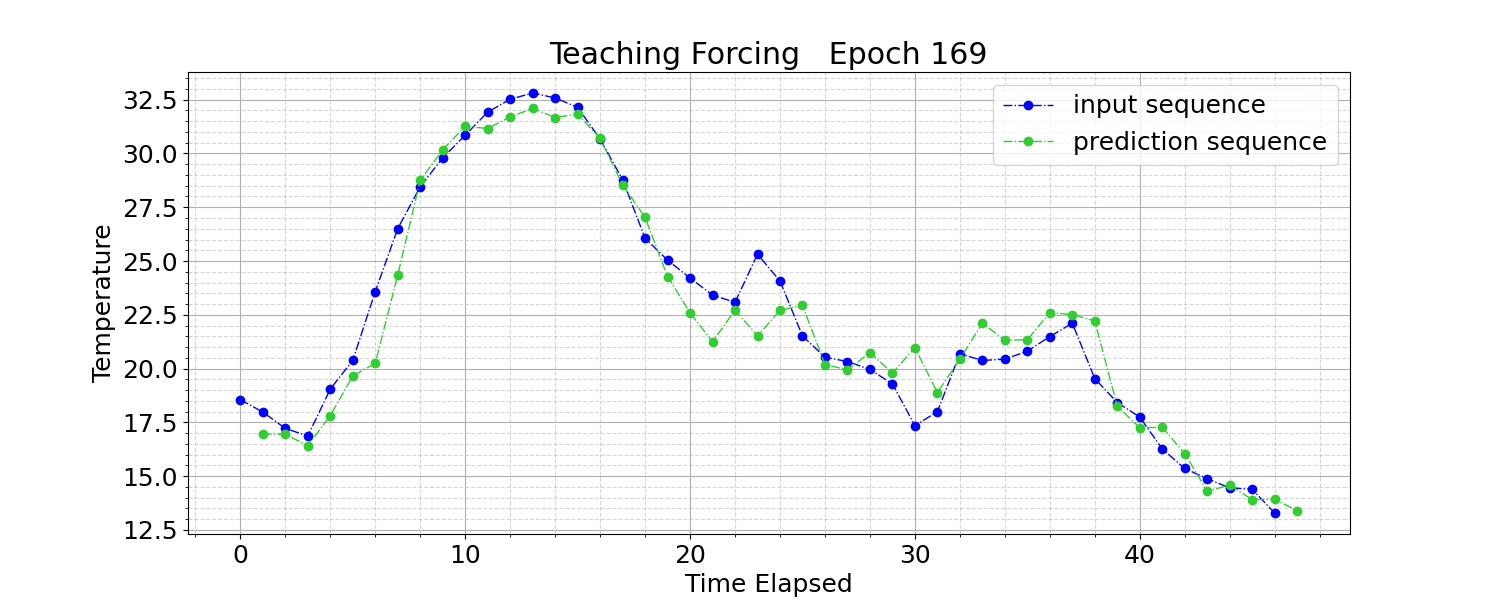 Teaching Forcing   Epoch 169
input sequence
prediction sequence
Temperature
32.5
30.0
27.5
25.0
22.5
20.0
17.5
15.0
12.5
0 10 20 30 40
Time Elapsed